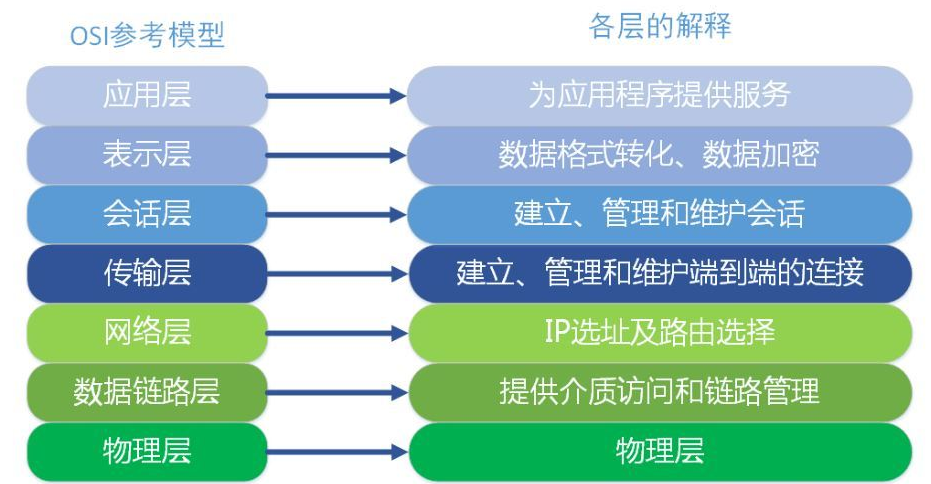 OSI参考模型
各层的解释
应用层
为应用程序提供服务
表示层
数据格式转化、数据加密
会话层
建立、管理和维护会话
传输层
建立、管理和维护端到端的连接
网络层
IP选址及路由选择
数据链路层
提供介质访问和链路管理
物理层
物理层